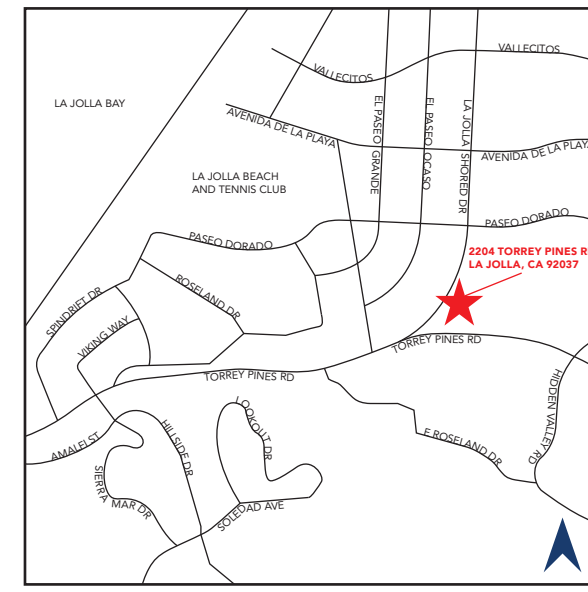 VALLECITOS
VALLECITOS
LA JOLLA BAY
EL PASEO GRANDE
EL PASEO OCASO
LA JOLLA SHORED DR
AVENIDA DE LA PLAYA
AVENIDA DE LA PLAYA
LA JOLLA BEACH
AND TENNIS CLUB
PASEO DORADO
PASEO DORADO
2204 TORREY PINES R
LA JOLLA, CA 92037
ROSELAND DR
SPINDRIFT DR
VIKING WAY
TORREY PINES RD
TORREY PINES RD
HIDDEN VALLEY RD
LOOKOUT DR
HILLSIDE DR
E ROSELAND DR
AMALFI ST
SIERRA MAR DR
SOLEDAD AVE